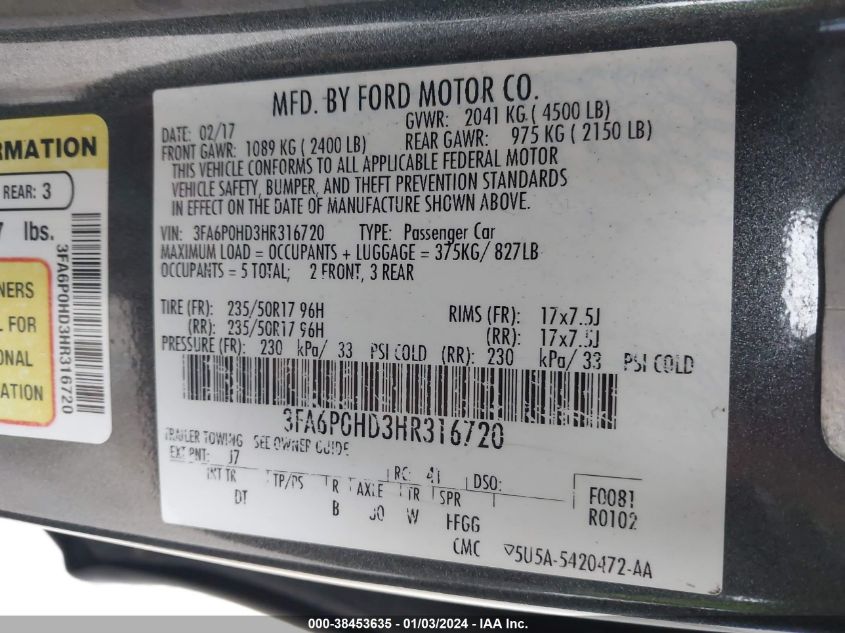 RMATION
REAR: 3
7 lbs.
NERS
L FOR
ONAL
ATION
3FA6P0HD3HR316720
MFD. BY FORD MOTOR CO.
DATE: 02/17 GVWR: 2041 KG ( 4500 LB)
FRONT GAWR: 1089 KG ( 2400 LB) REAR GAWR: 975 KG ( 2150 LB)
THIS VEHICLE CONFORMS TO ALL APPLICABLE FEDERAL MOTOR
VEHICLE SAFETY, BUMPER, AND THEFT PREVENTION STANDARDS
IN EFFECT ON THE DATE OF MANUFACTURE SHOWN ABOVE.
VIN: 3FA6P0HD3HR316720 TYPE: Passenger Car
MAXIMUM LOAD = OCCUPANTS + LUGGAGE = 375KG/ 827LB
OCCUPANTS = 5 TOTAL; 2 FRONT, 3 REAR
TIRE (FR): 235/50R17 96H RIMS (FR): 17x7.5J
(RR): 235/50R17 96H (RR): 17x7.5J
PRESSURE (FR): 230 kPa/ 33 PSI COLD (RR): 230 kPa/ 33 PSI COLD
3FA6P0HD3HR316720
TRAILER TOWING SEE OWNER GUIDE
EXT PNT: J7 RC: 41 DSO:
INT TR TP/PS R AXLE TR SPR F0081
DT B W FFGG R0102
CMC 5U5A-5420472-AA
000-38453635 - 01/03/2024 - IAA Inc.